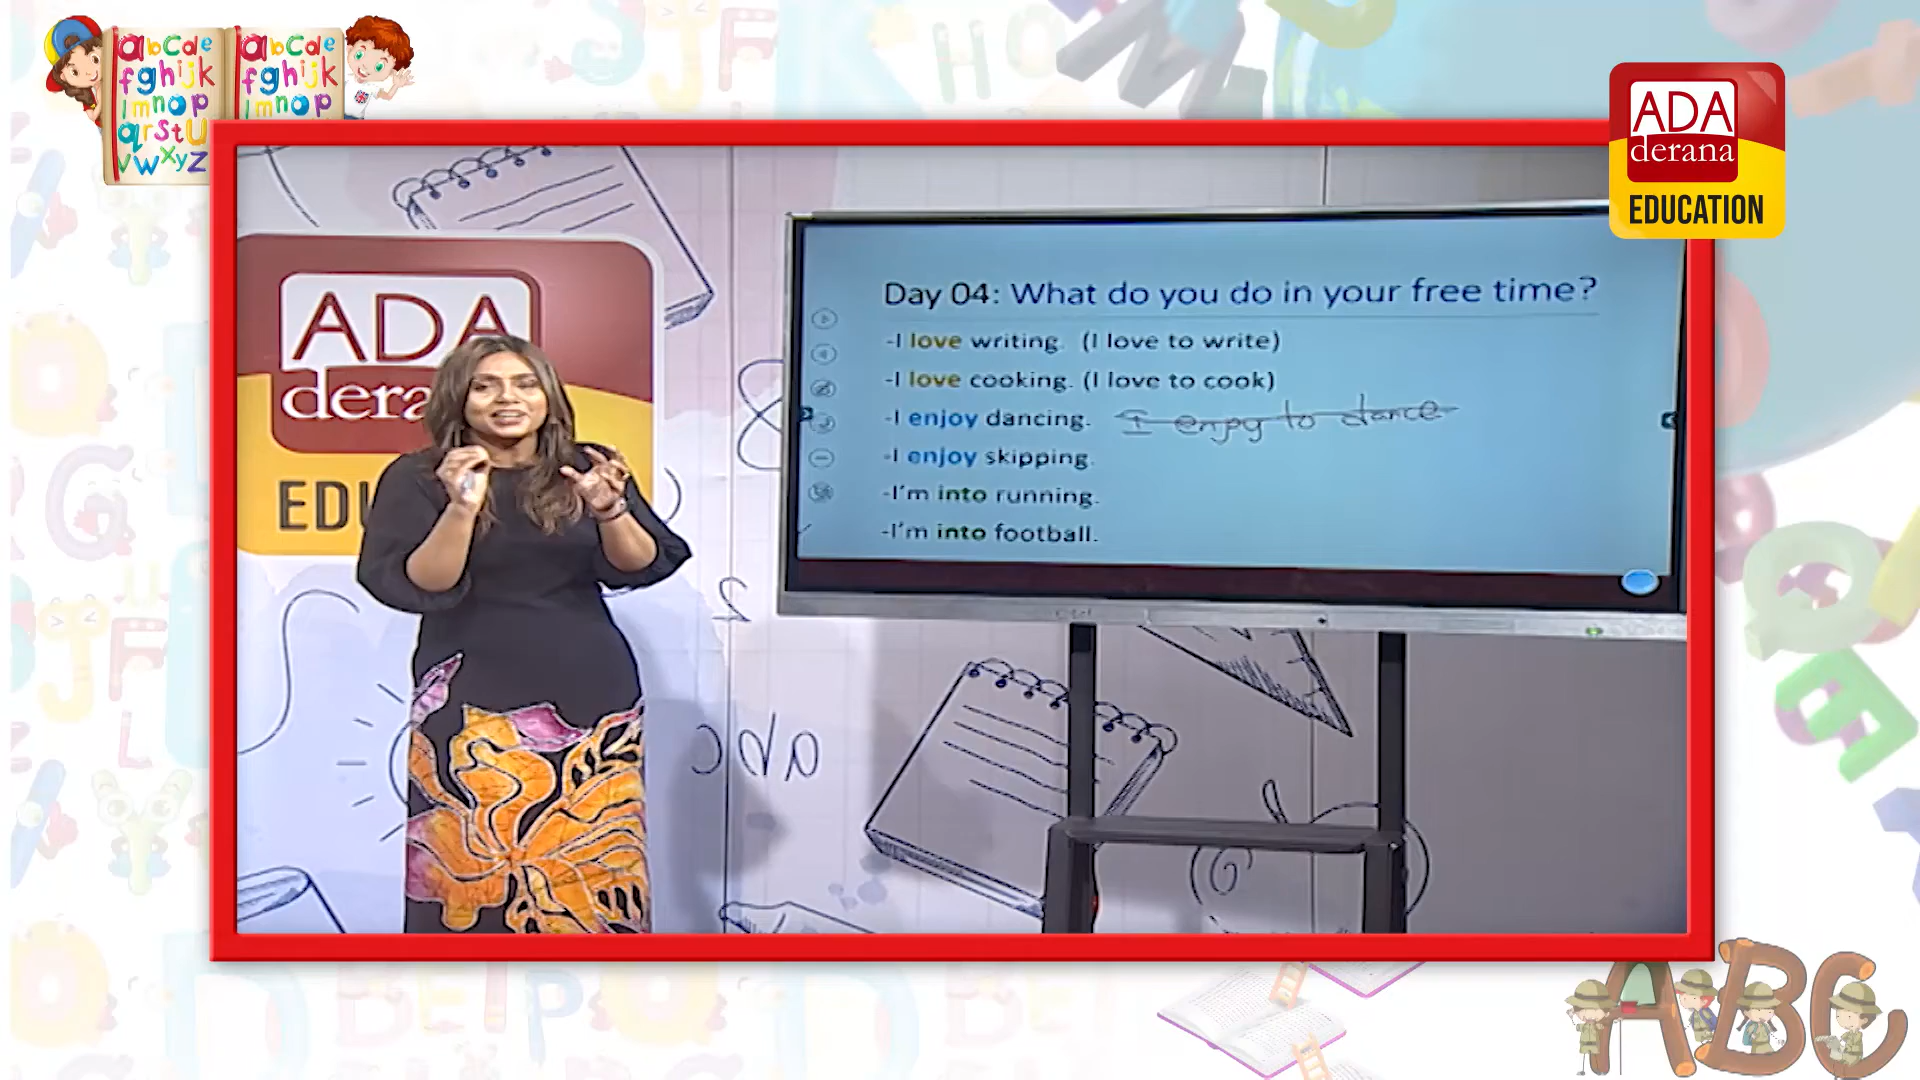 abcde
fghijk
lmnop
qrstu
vwxyz
abcde
fghijk
lmnop
ADA
derana
EDUCATION
ADA
Day 04: What do you do in your free time?
-I love writing. (I love to write)
-I love cooking. (I love to cook)
-I enjoy dancing. I enjoy to dance
-I enjoy skipping.
-I'm into running.
-I'm into football.
2
abc
ABC